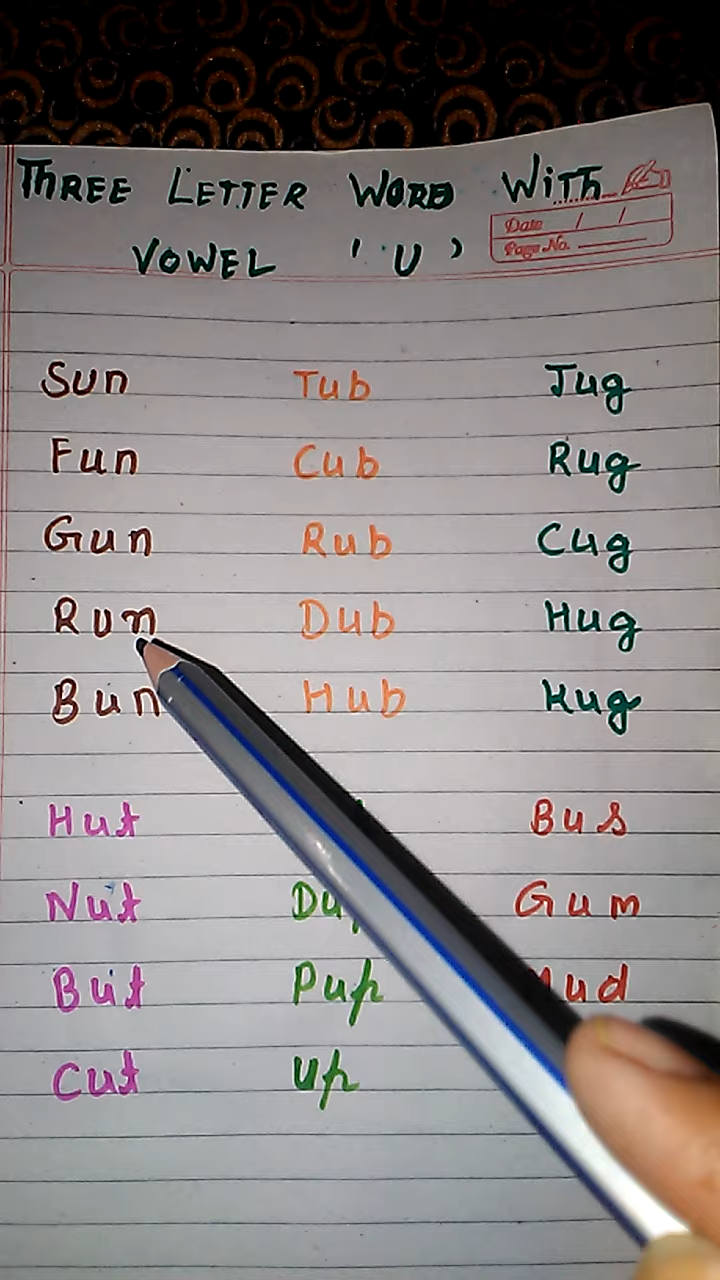 THREE LETTER WORD WITH
Date / /
Page No.
VOWEL 'U'
Sun Tub Jug
Fun Cub Rug
Gun Rub Cug
Run Dub Hug
Bun Hub Kug
Hut Bus
Nut Gum
But Pup
Cut Up